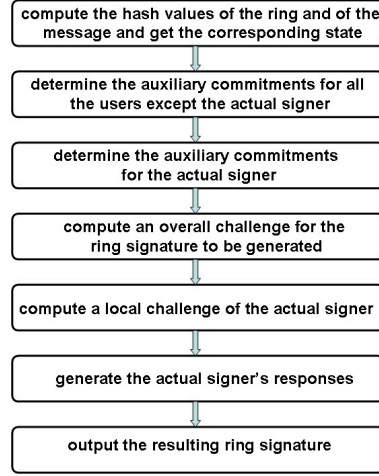 compute the hash values of the ring and of the
message and get the corresponding state
determine the auxiliary commitments for all
the users except the actual signer
determine the auxiliary commitments
for the actual signer
compute an overall challenge for the
ring signature to be generated
compute a local challenge of the actual signer
generate the actual signer's responses
output the resulting ring signature